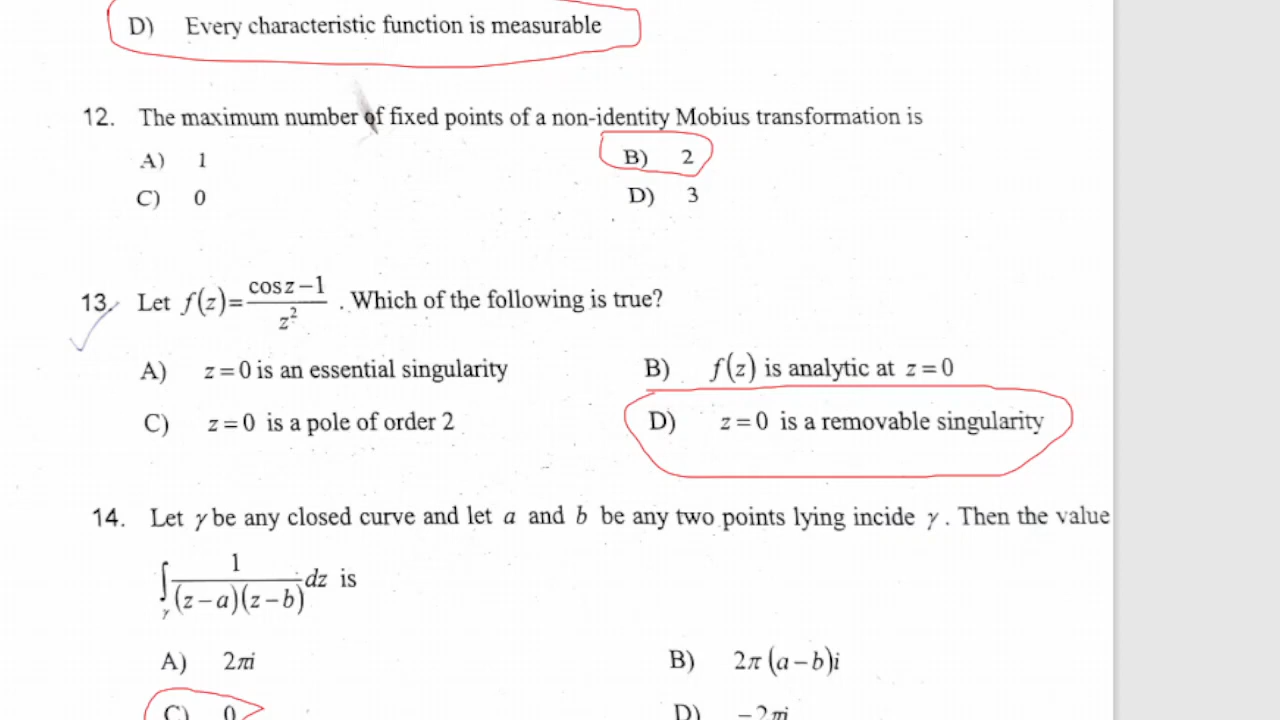 D) Every characteristic function is measurable
12. The maximum number of fixed points of a non-identity Mobius transformation is
A) 1 B) 2
C) 0 D) 3
13. Let f(z)=(cosz−1)/z². Which of the following is true?
A) z=0 is an essential singularity B) f(z) is analytic at z=0
C) z=0 is a pole of order 2 D) z=0 is a removable singularity
14. Let γ be any closed curve and let a and b be any two points lying incide γ. Then the value
∫γ 1/((z−a)(z−b)) dz is
A) 2πi B) 2π(a−b)i
C) 0 D) −2πi